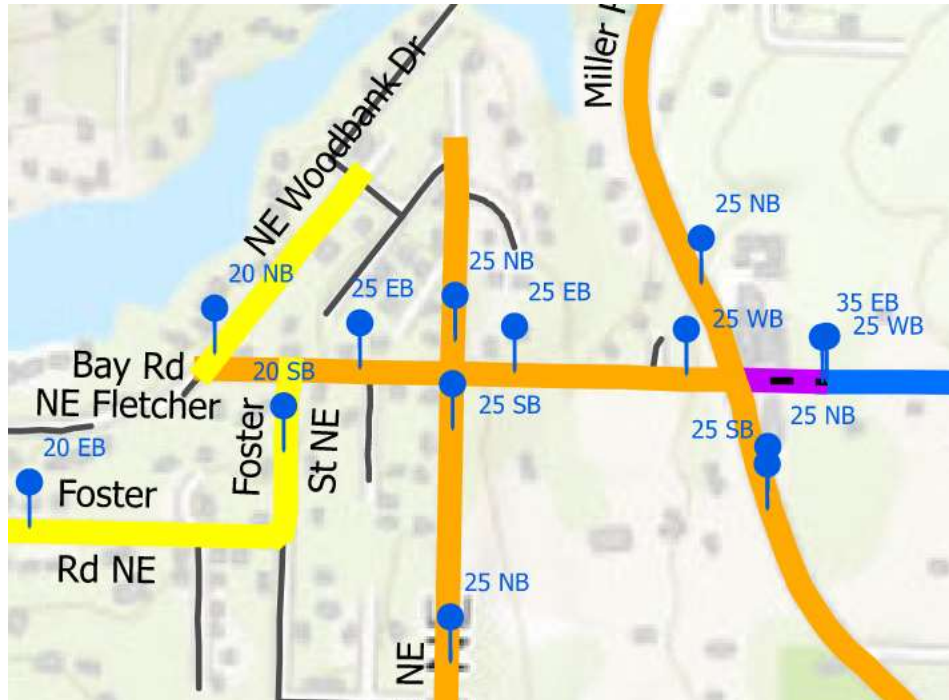 Miller
NE Woodbank Dr
25 NB
20 NB
25 NB
25 EB
25 EB
35 EB
25 WB
25 WB
Bay Rd
20 SB
NE Fletcher
25 SB
25 NB
25 SB
Foster
St NE
20 EB
Foster
Rd NE
25 NB
NE